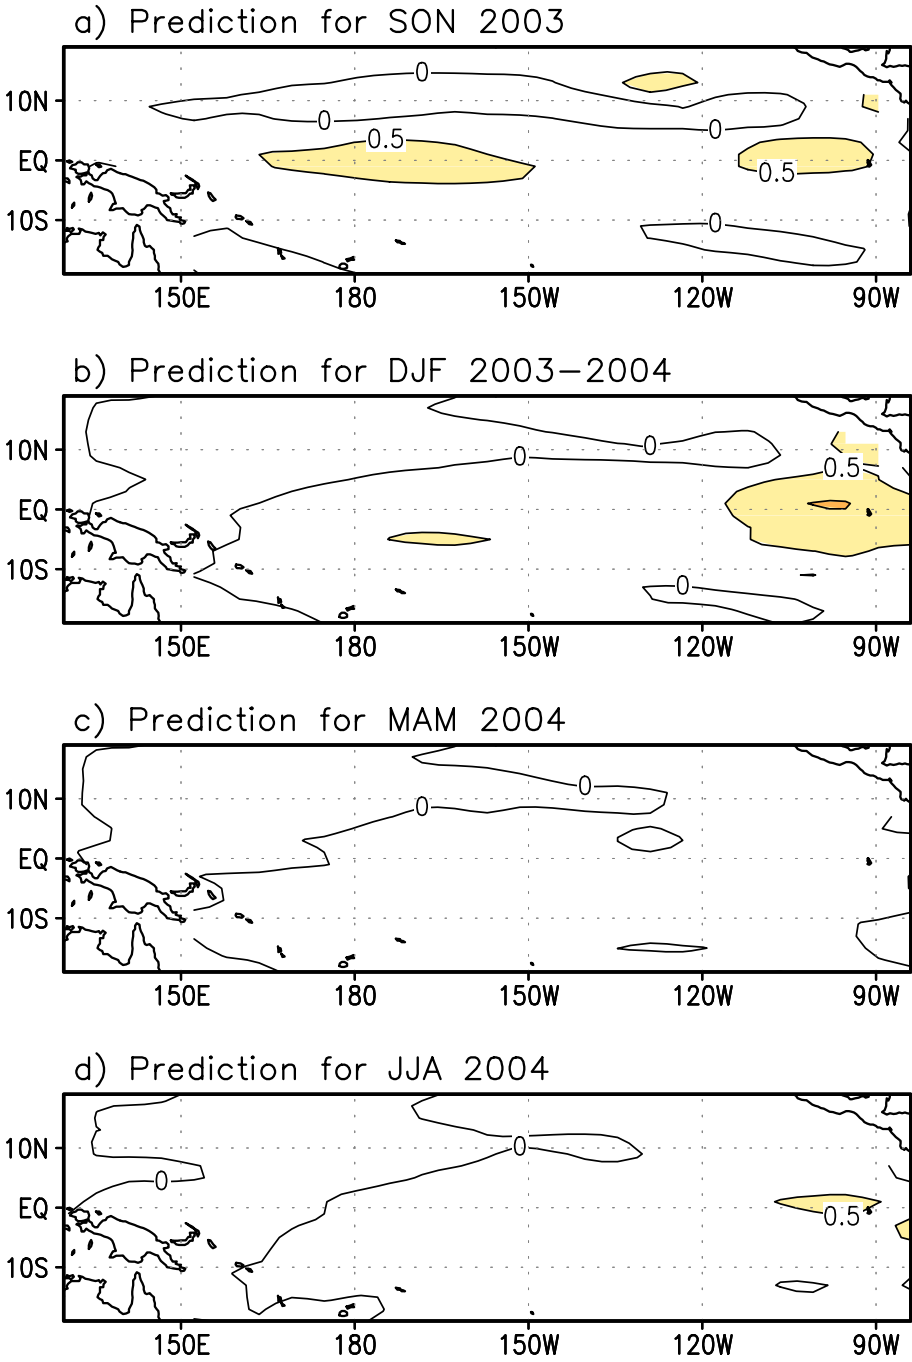 a) Prediction for SON 2003
0
10N
0
0
0.5
EQ
0.5
10S
0
150E 180 150W 120W 90W
b) Prediction for DJF 2003−2004
10N
0
0
0.5
EQ
10S
0
150E 180 150W 120W 90W
c) Prediction for MAM 2004
0
10N
0
EQ
10S
150E 180 150W 120W 90W
d) Prediction for JJA 2004
10N
0
0
EQ
0.5
10S
150E 180 150W 120W 90W